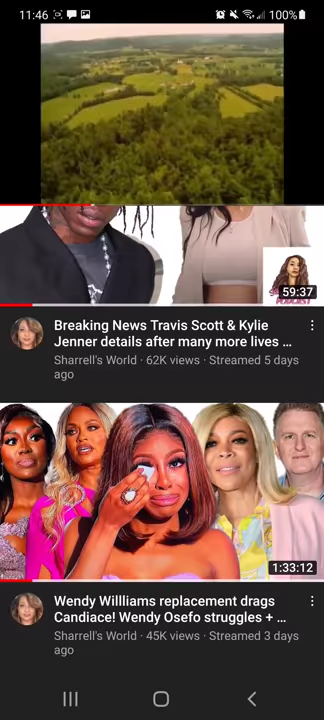 11:46
100%
59:37
Breaking News Travis Scott & Kylie
Jenner details after many more lives ...
Sharrell's World · 62K views · Streamed 5 days
ago
1:33:12
Wendy Willliams replacement drags
Candiace! Wendy Osefo struggles + ...
Sharrell's World · 45K views · Streamed 3 days
ago